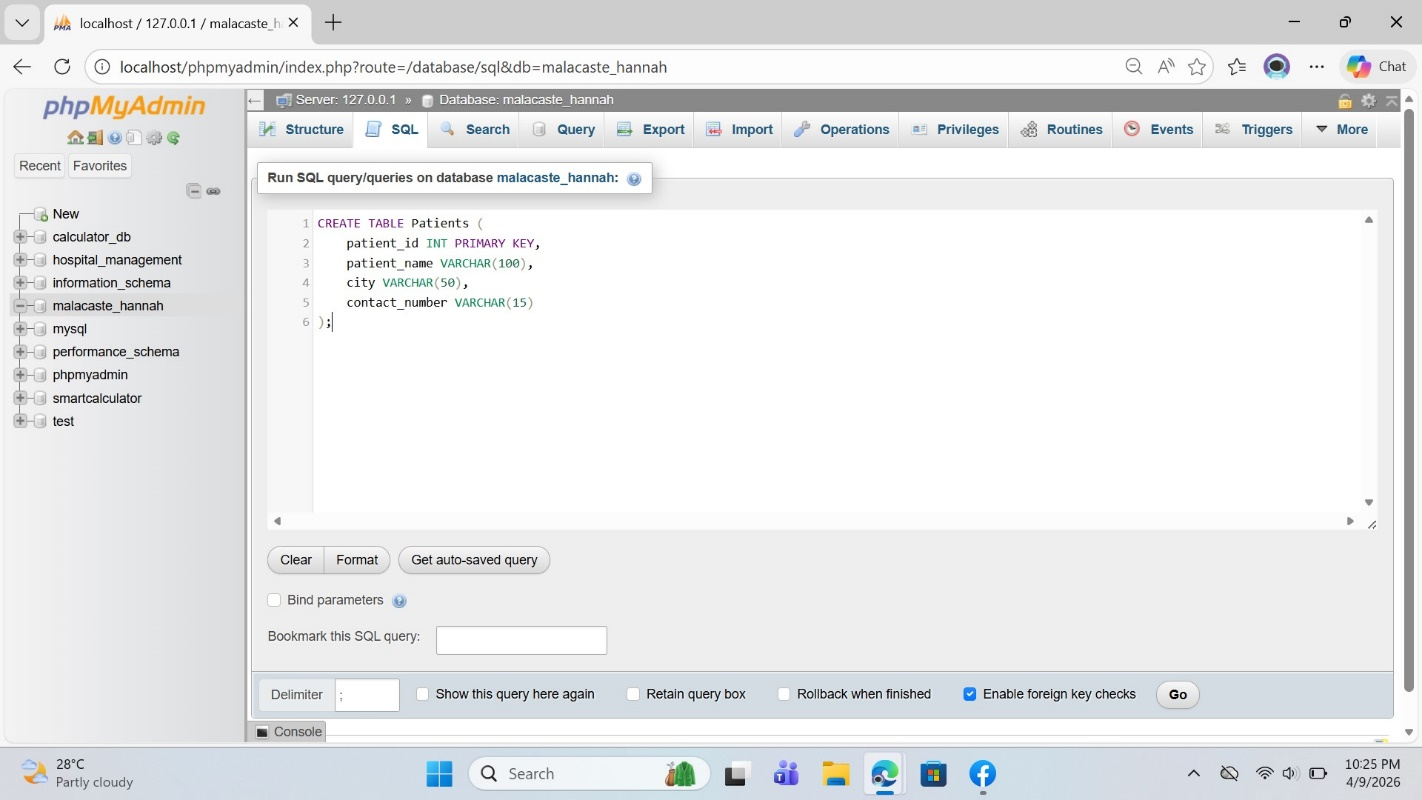 localhost / 127.0.0.1 / malacaste_h
localhost/phpmyadmin/index.php?route=/database/sql&db=malacaste_hannah
Chat
phpMyAdmin
Recent
Favorites
New
calculator_db
hospital_management
information_schema
malacaste_hannah
mysql
performance_schema
phpmyadmin
smartcalculator
test
Server: 127.0.0.1 » Database: malacaste_hannah
Structure SQL Search Query Export Import Operations Privileges Routines Events Triggers More
Run SQL query/queries on database malacaste_hannah:
1 CREATE TABLE Patients (
2 patient_id INT PRIMARY KEY,
3 patient_name VARCHAR(100),
4 city VARCHAR(50),
5 contact_number VARCHAR(15)
6 );
Clear Format Get auto-saved query
Bind parameters
Bookmark this SQL query:
Delimiter ; Show this query here again Retain query box Rollback when finished Enable foreign key checks Go
Console
28°C
Partly cloudy
Search
10:25 PM
4/9/2026